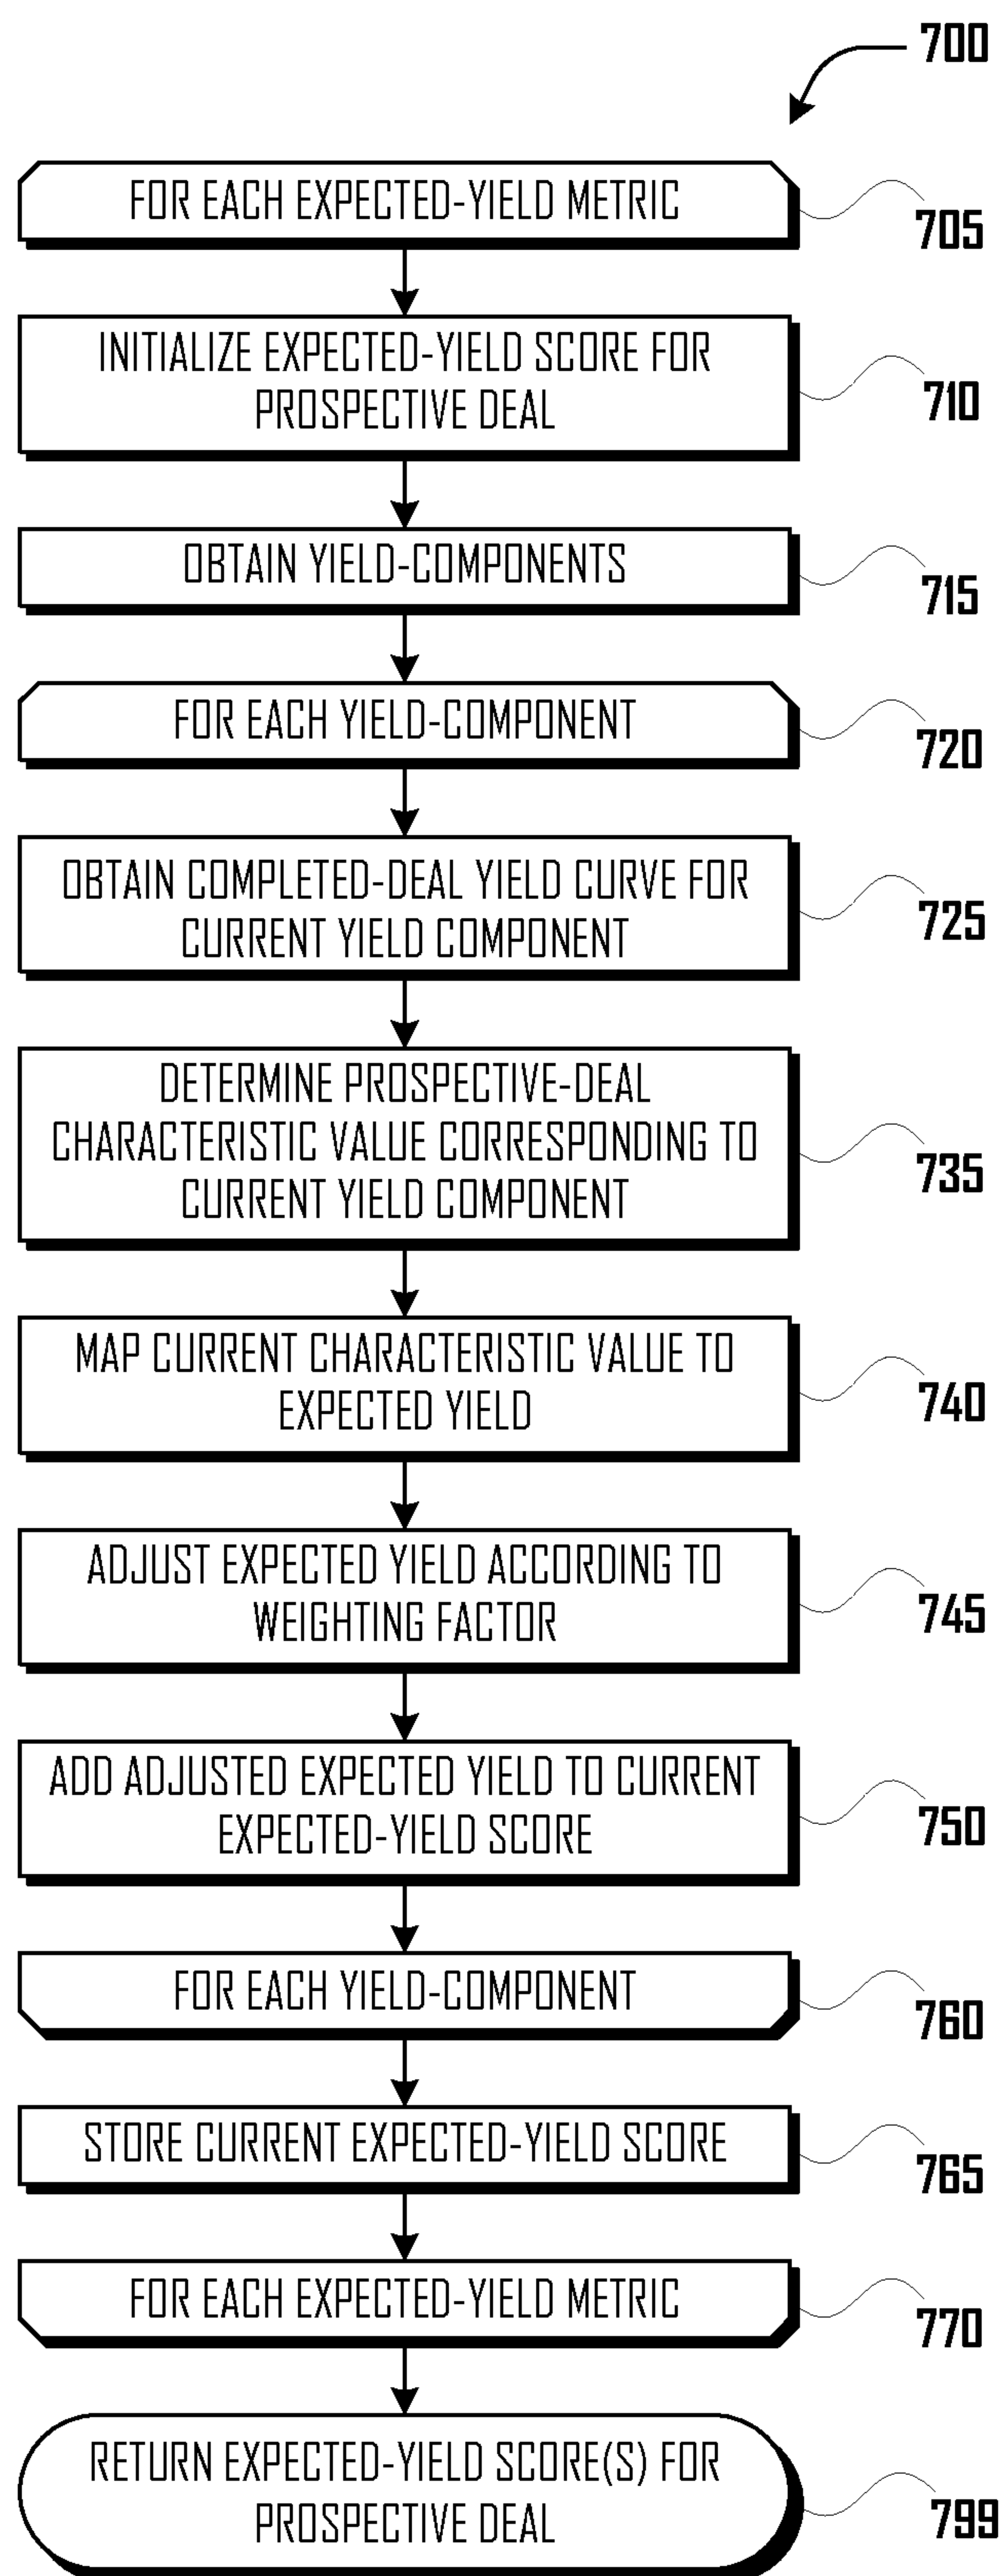 700
FOR EACH EXPECTED-YIELD METRIC
705
INITIALIZE EXPECTED-YIELD SCORE FOR
PROSPECTIVE DEAL
710
OBTAIN YIELD-COMPONENTS
715
FOR EACH YIELD-COMPONENT
720
OBTAIN COMPLETED-DEAL YIELD CURVE FOR
CURRENT YIELD COMPONENT
725
DETERMINE PROSPECTIVE-DEAL
CHARACTERISTIC VALUE CORRESPONDING TO
CURRENT YIELD COMPONENT
735
MAP CURRENT CHARACTERISTIC VALUE TO
EXPECTED YIELD
740
ADJUST EXPECTED YIELD ACCORDING TO
WEIGHTING FACTOR
745
ADD ADJUSTED EXPECTED YIELD TO CURRENT
EXPECTED-YIELD SCORE
750
FOR EACH YIELD-COMPONENT
760
STORE CURRENT EXPECTED-YIELD SCORE
765
FOR EACH EXPECTED-YIELD METRIC
770
RETURN EXPECTED-YIELD SCORE(S) FOR
PROSPECTIVE DEAL
799